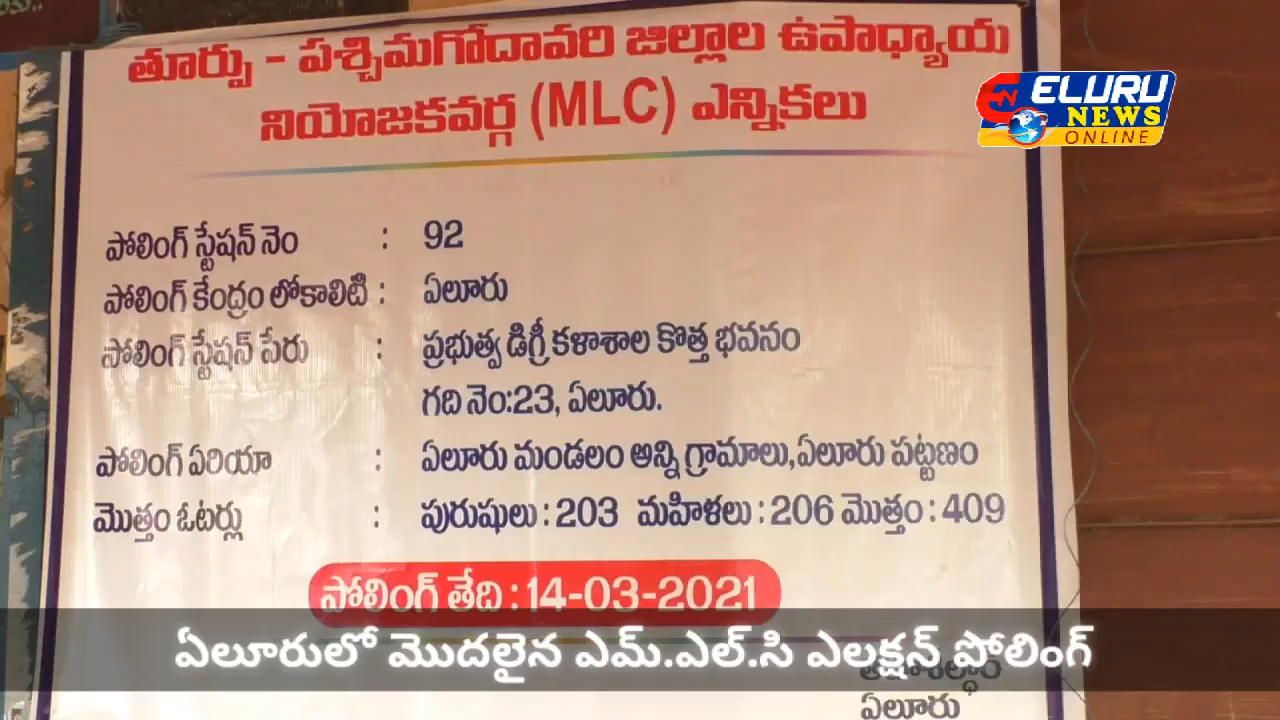 తూర్పు - పశ్చిమగోదావరి జిల్లాల ఉపాధ్యాయ
నియోజకవర్గ (MLC) ఎన్నికలు
ELURU
NEWS
ONLINE
పోలింగ్ స్టేషన్ నెం : 92
పోలింగ్ కేంద్రం లోకాలిటి : ఏలూరు
పోలింగ్ స్టేషన్ పేరు : ప్రభుత్వ డిగ్రీ కళాశాల కొత్త భవనం
గది నెం:23, ఏలూరు.
పోలింగ్ ఏరియా : ఏలూరు మండలం అన్ని గ్రామాలు,ఏలూరు పట్టణం
మొత్తం ఓటర్లు : పురుషులు : 203 మహిళలు : 206 మొత్తం : 409
పోలింగ్ తేది : 14-03-2021
ఏలూరులో మొదలైన ఎమ్.ఎల్.సి ఎలక్షన్ పోలింగ్
ఏలూరు